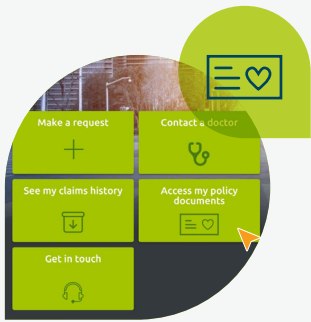 Make a request
Contact a doctor
See my claims history
Access my policy
documents
Get in touch